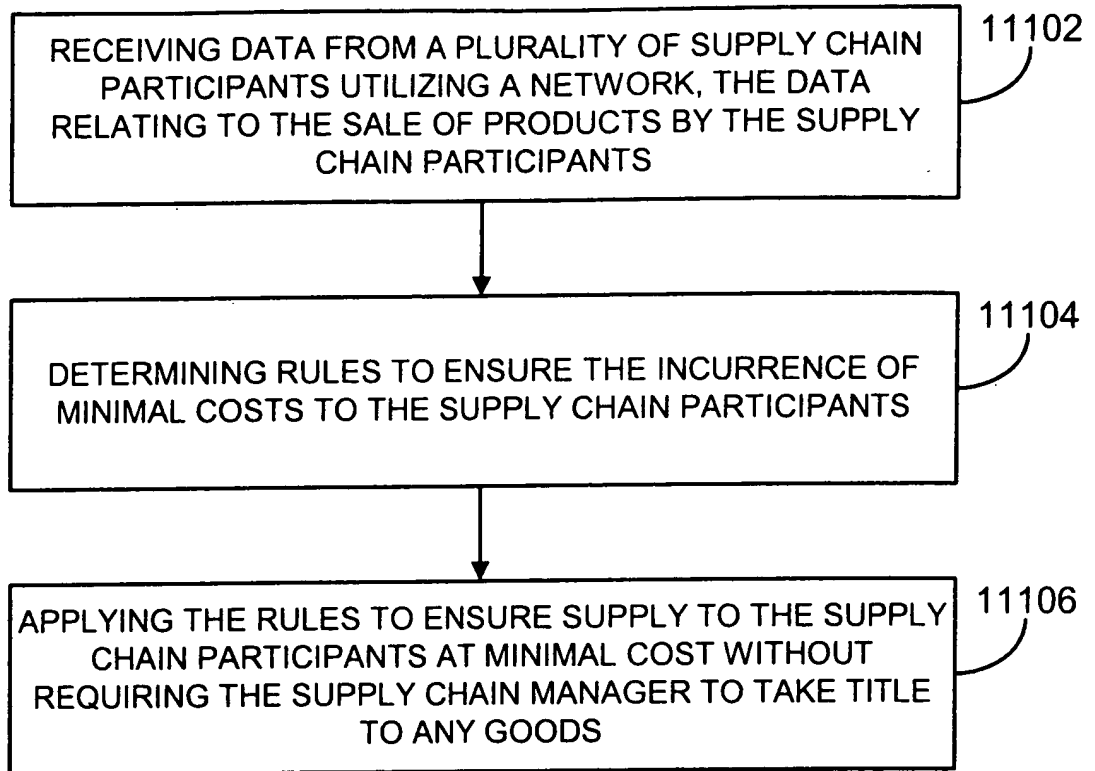 RECEIVING DATA FROM A PLURALITY OF SUPPLY CHAIN
PARTICIPANTS UTILIZING A NETWORK, THE DATA
RELATING TO THE SALE OF PRODUCTS BY THE SUPPLY
CHAIN PARTICIPANTS
11102
DETERMINING RULES TO ENSURE THE INCURRENCE OF
MINIMAL COSTS TO THE SUPPLY CHAIN PARTICIPANTS
11104
APPLYING THE RULES TO ENSURE SUPPLY TO THE SUPPLY
CHAIN PARTICIPANTS AT MINIMAL COST WITHOUT
REQUIRING THE SUPPLY CHAIN MANAGER TO TAKE TITLE
TO ANY GOODS
11106